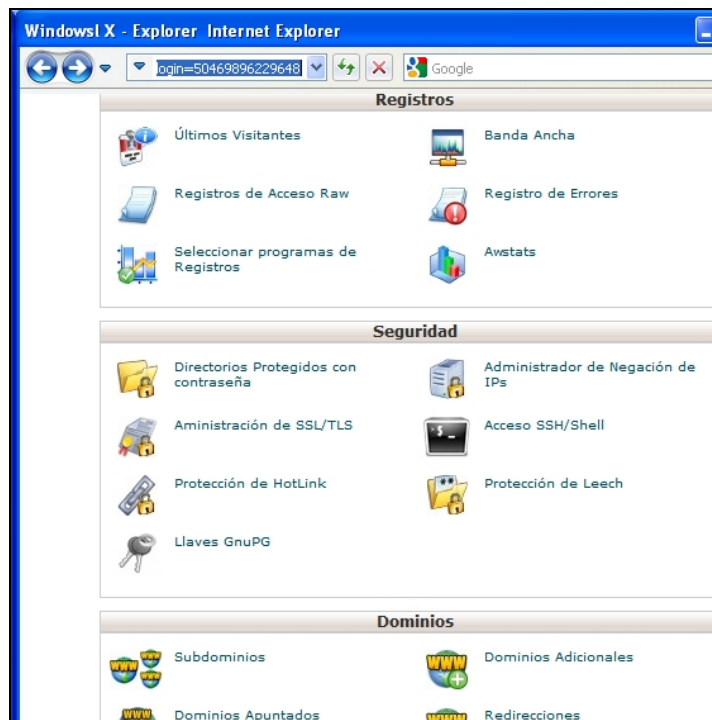 Windowsl X - Explorer Internet Explorer
ogin=50469896229648
Google
Registros
Últimos Visitantes
Banda Ancha
Registros de Acceso Raw
Registro de Errores
Seleccionar programas de
Registros
Awstats
Seguridad
Directorios Protegidos con
contraseña
Administrador de Negación de
IPs
Aministración de SSL/TLS
Acceso SSH/Shell
Protección de HotLink
Protección de Leech
Llaves GnuPG
Dominios
Subdominios
Dominios Adicionales
Dominios Apuntados
Redirecciones